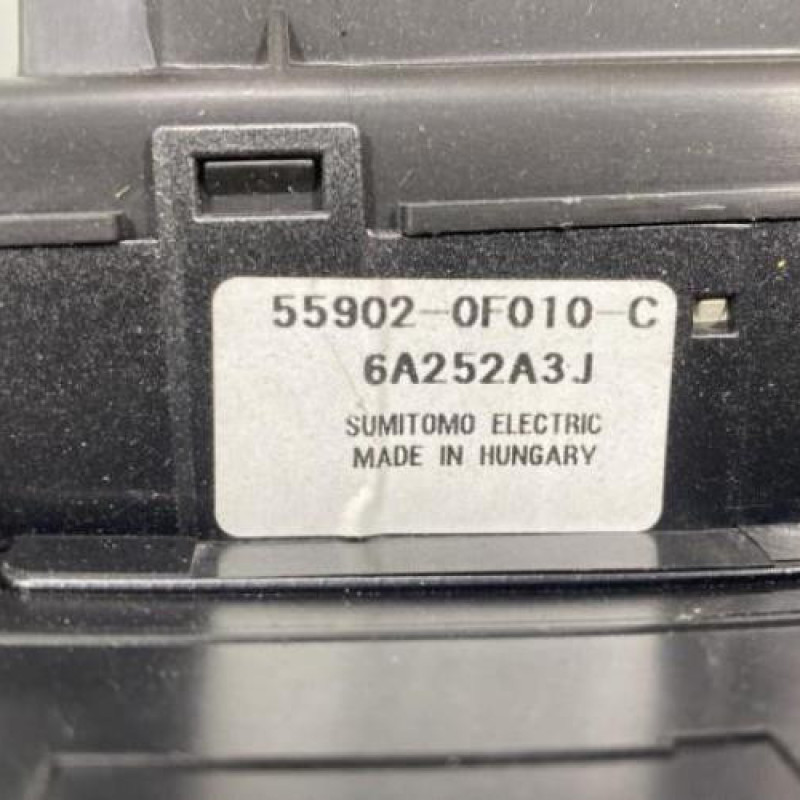 55902-0F010-C
6A252A3J
SUMITOMO ELECTRIC
MADE IN HUNGARY